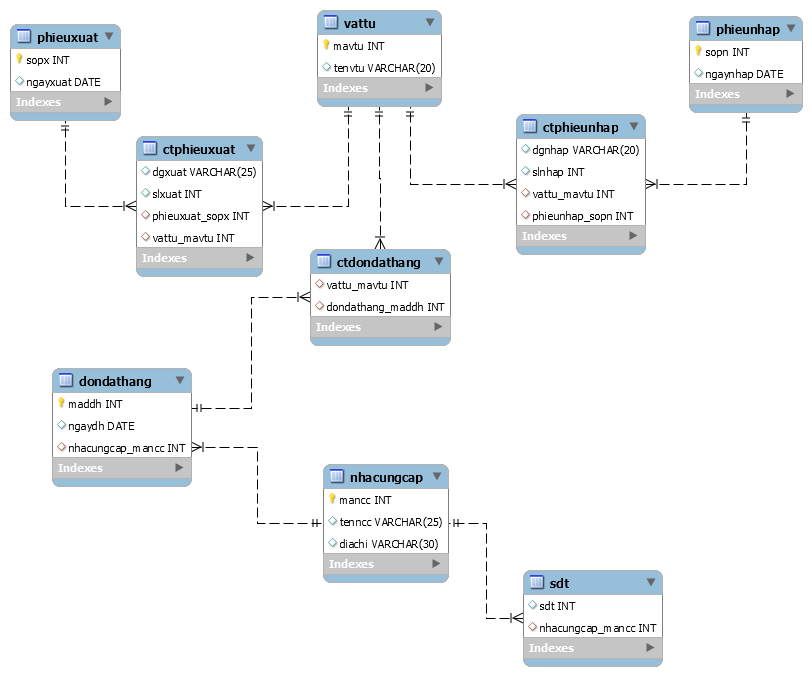 phieuxuat
sopx INT
ngayxuat DATE
Indexes
vattu
mavtu INT
tenvtu VARCHAR(20)
Indexes
phieunhap
sopn INT
ngaynhap DATE
Indexes
ctphieuxuat
dgxuat VARCHAR(25)
slxuat INT
phieuxuat_sopx INT
vattu_mavtu INT
Indexes
ctphieunhap
dgnhap VARCHAR(20)
slnhap INT
vattu_mavtu INT
phieunhap_sopn INT
Indexes
ctdondathang
vattu_mavtu INT
dondathang_maddh INT
Indexes
dondathang
maddh INT
ngaydh DATE
nhacungcap_mancc INT
Indexes
nhacungcap
mancc INT
tenncc VARCHAR(25)
diachi VARCHAR(30)
Indexes
sdt
sdt INT
nhacungcap_mancc INT
Indexes